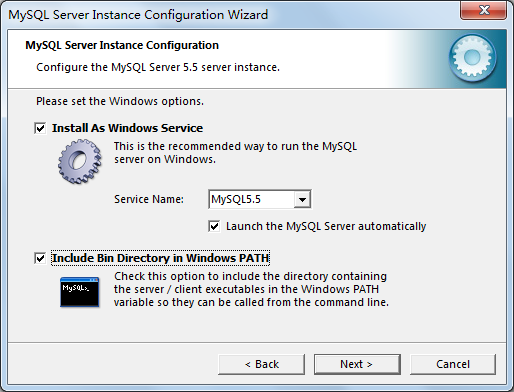 MySQL Server Instance Configuration Wizard
MySQL Server Instance Configuration
Configure the MySQL Server 5.5 server instance.
Please set the Windows options.
Install As Windows Service
This is the recommended way to run the MySQL
server on Windows.
Service Name:
MySQL5.5
Launch the MySQL Server automatically
Include Bin Directory in Windows PATH
MySQL>_
Check this option to include the directory containing
the server / client executables in the Windows PATH
variable so they can be called from the command line.
< Back
Next >
Cancel